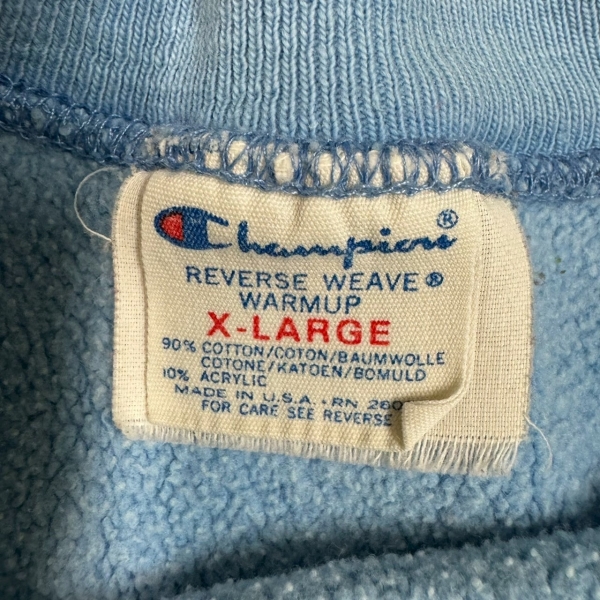 Champion®
REVERSE WEAVE®
WARMUP
X-LARGE
90% COTTON/COTON/BAUMWOLLE
COTONE/KATOEN/BOMULD
10% ACRYLIC
MADE IN U.S.A. · RN 260
FOR CARE SEE REVERSE